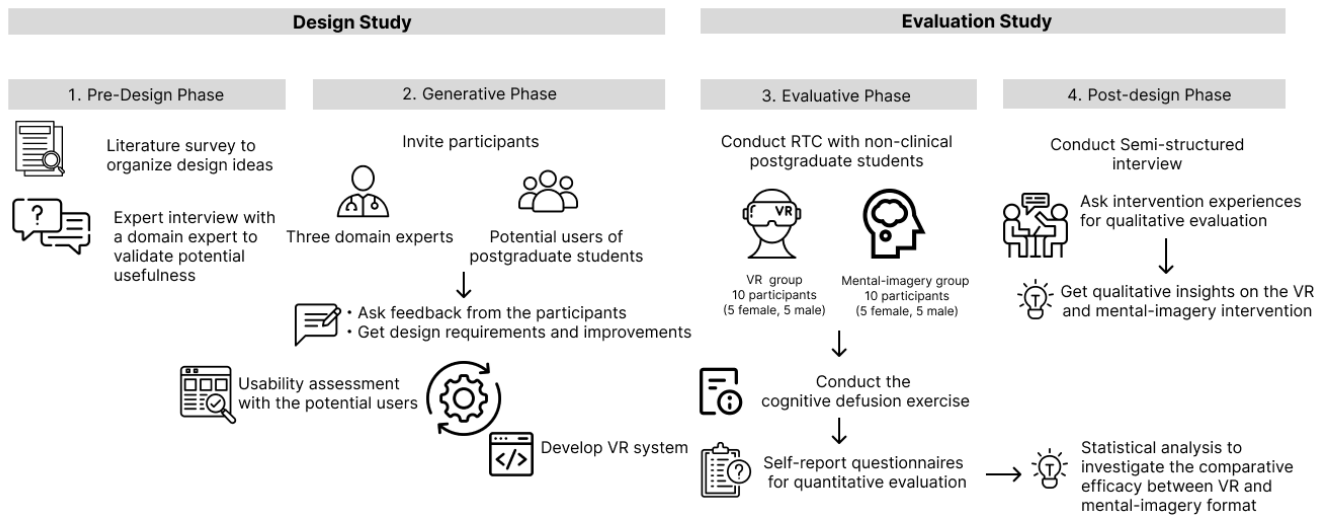 Design Study
Evaluation Study
1. Pre-Design Phase
Literature survey to
organize design ideas
?
Expert interview with
a domain expert to
validate potential
usefulness
2. Generative Phase
Invite participants
Three domain experts
Potential users of
postgraduate students
• Ask feedback from the participants
• Get design requirements and improvements
Usability assessment
with the potential users
</>
Develop VR system
3. Evaluative Phase
Conduct RTC with non-clinical
postgraduate students
VR
VR group
10 participants
(5 female, 5 male)
Mental-imagery group
10 participants
(5 female, 5 male)
Conduct the
cognitive defusion exercise
?
Self-report questionnaires
for quantitative evaluation
4. Post-design Phase
Conduct Semi-structured
interview
Ask intervention experiences
for qualitative evaluation
Get qualitative insights on the VR
and mental-imagery intervention
Statistical analysis to
investigate the comparative
efficacy between VR and
mental-imagery format